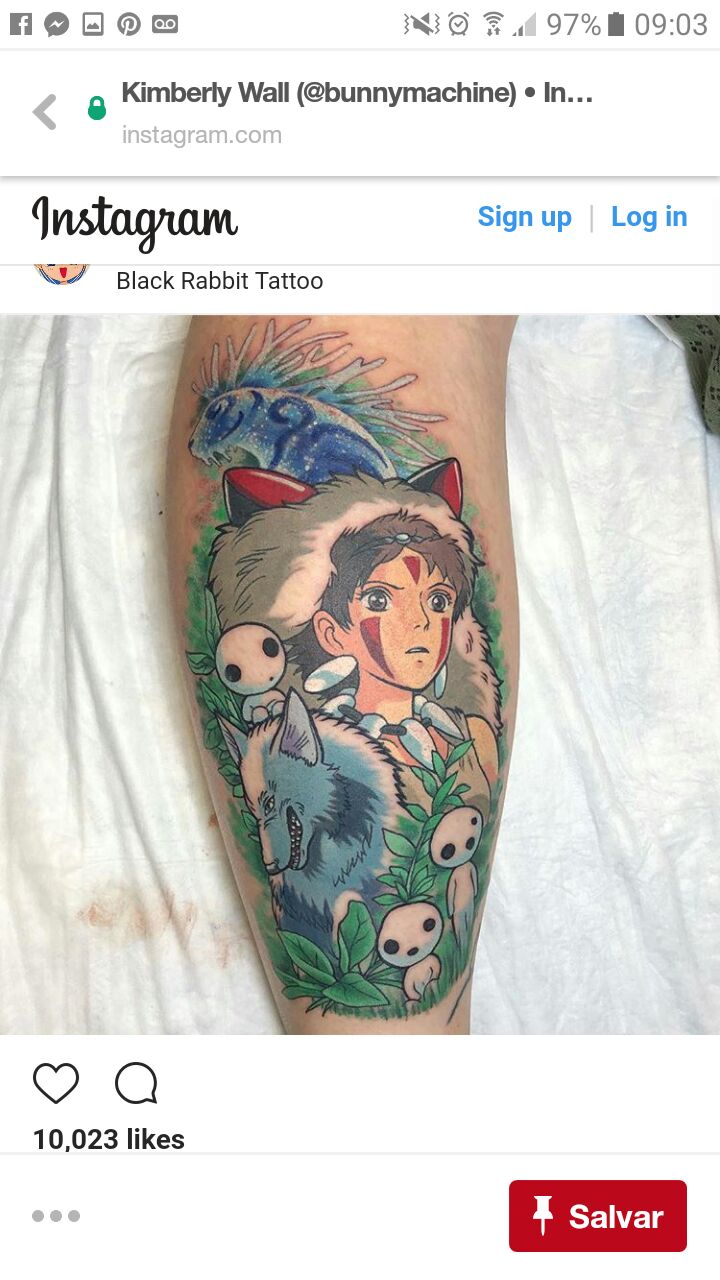 97% 09:03
Kimberly Wall (@bunnymachine) • In...
instagram.com
Instagram
Sign up | Log in
Black Rabbit Tattoo
10,023 likes
Salvar